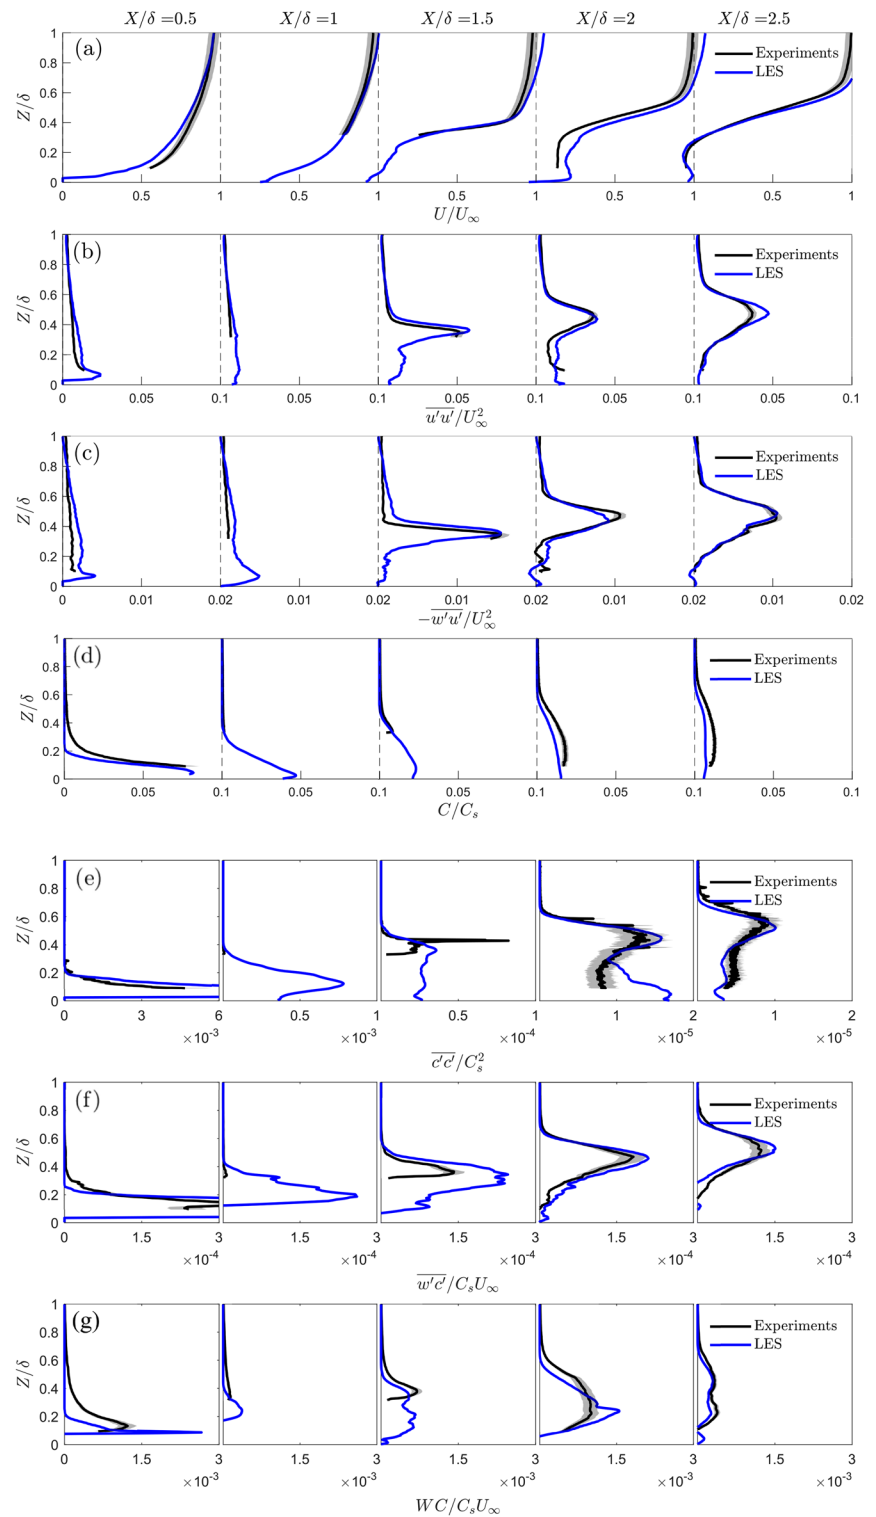 X/δ =0.5 X/δ =1 X/δ =1.5 X/δ =2 X/δ =2.5
(a)
Experiments
LES
Z/δ
1
0.8
0.6
0.4
0.2
0
0 0.5 1 0.5 1 0.5 1 0.5 1 0.5 1
U/U∞
(b)
Experiments
LES
Z/δ
1
0.8
0.6
0.4
0.2
0
0 0.05 0.1 0.05 0.1 0.05 0.1 0.05 0.1 0.05 0.1
u'u'/U²∞
(c)
Experiments
LES
Z/δ
1
0.8
0.6
0.4
0.2
0
0 0.01 0.02 0.01 0.02 0.01 0.02 0.01 0.02 0.01 0.02
−w'u'/U²∞
(d)
Experiments
LES
Z/δ
1
0.8
0.6
0.4
0.2
0
0 0.05 0.1 0.05 0.1 0.05 0.1 0.05 0.1 0.05 0.1
C/Cs
(e)
Experiments
LES
Z/δ
1
0.8
0.6
0.4
0.2
0
0 3 6 0.5 1 0.5 1 1 2 1 2
×10⁻³ ×10⁻³ ×10⁻⁴ ×10⁻⁵ ×10⁻⁵
c'c'/C²s
(f)
Experiments
LES
Z/δ
1
0.8
0.6
0.4
0.2
0
0 1.5 3 1.5 3 1.5 3 1.5 3 1.5 3
×10⁻⁴ ×10⁻⁴ ×10⁻⁴ ×10⁻⁴ ×10⁻⁴
w'c'/CsU∞
(g)
Experiments
LES
Z/δ
1
0.8
0.6
0.4
0.2
0
0 1.5 3 1.5 3 1.5 3 1.5 3 1.5 3
×10⁻³ ×10⁻³ ×10⁻³ ×10⁻³ ×10⁻³
WC/CsU∞